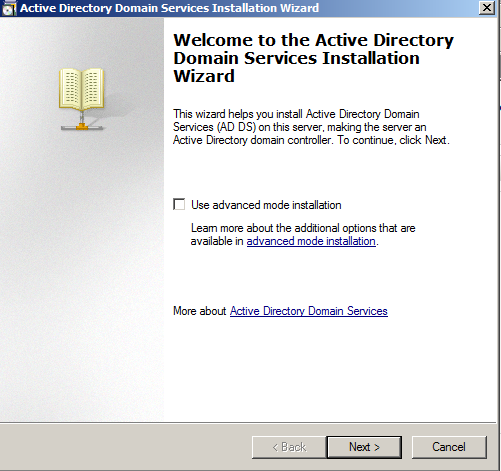 Active Directory Domain Services Installation Wizard
Welcome to the Active Directory
Domain Services Installation
Wizard
This wizard helps you install Active Directory Domain
Services (AD DS) on this server, making the server an
Active Directory domain controller. To continue, click Next.
Use advanced mode installation
Learn more about the additional options that are
available in advanced mode installation.
More about Active Directory Domain Services
< Back
Next >
Cancel